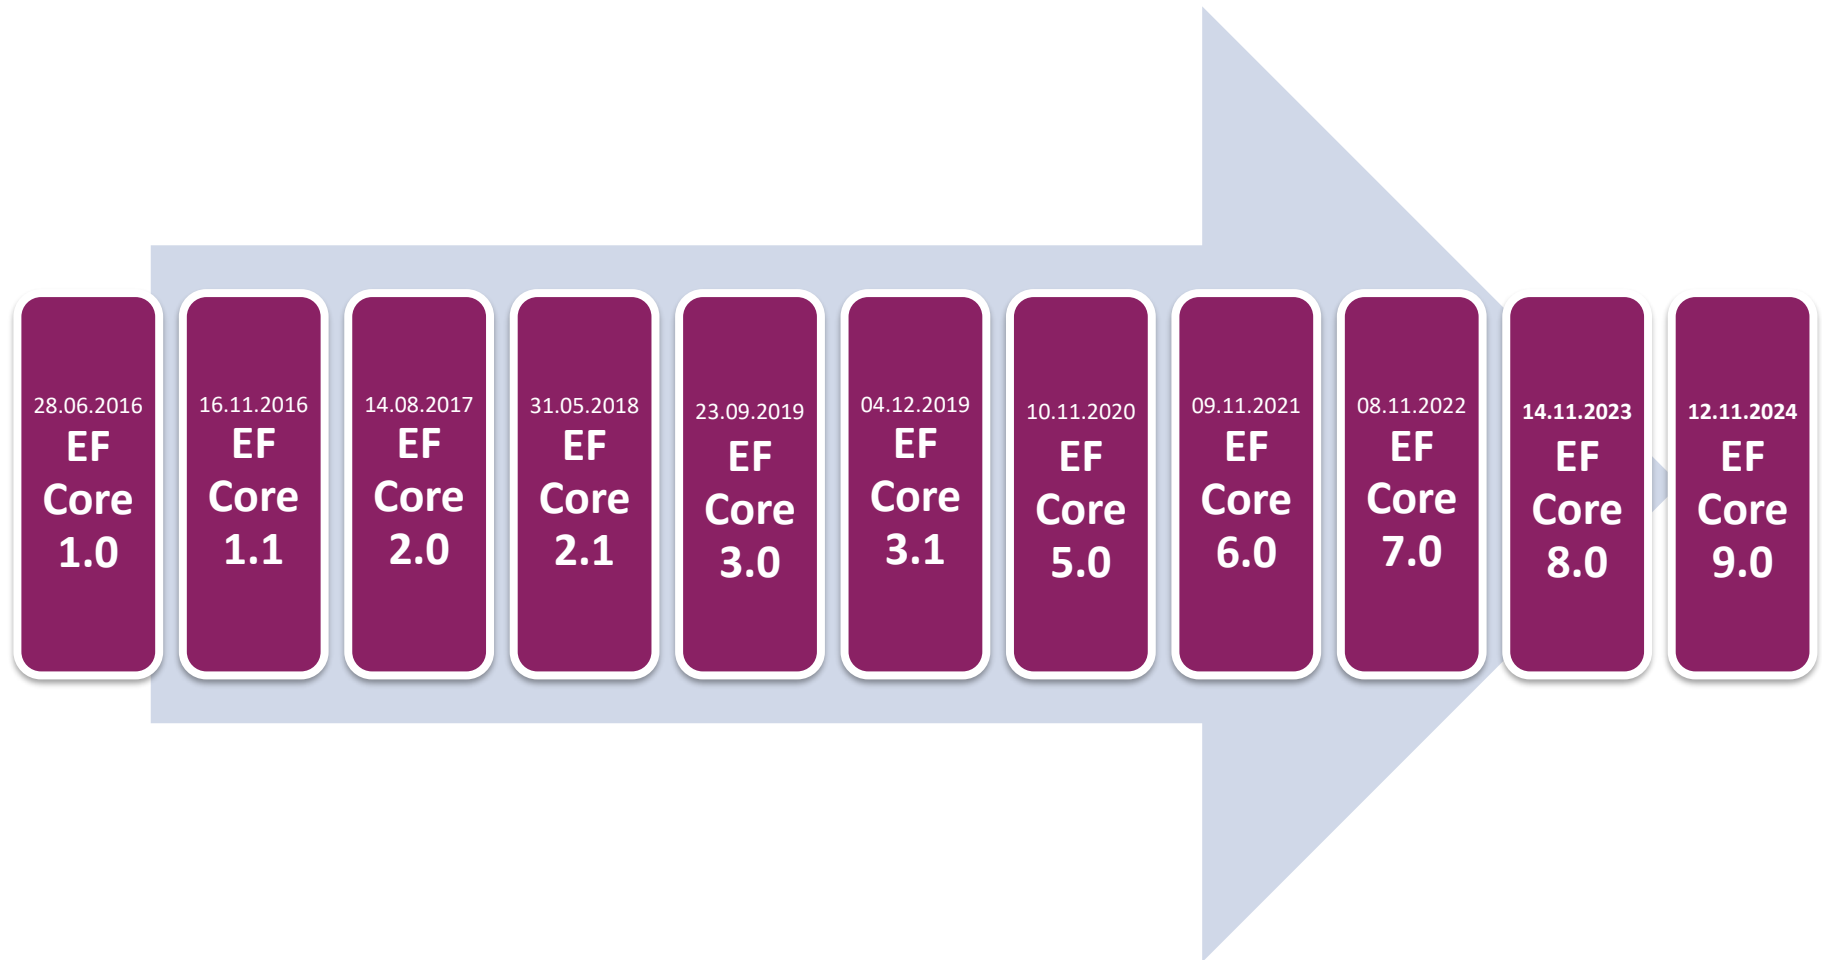 28.06.2016
EF
Core
1.0
16.11.2016
EF
Core
1.1
14.08.2017
EF
Core
2.0
31.05.2018
EF
Core
2.1
23.09.2019
EF
Core
3.0
04.12.2019
EF
Core
3.1
10.11.2020
EF
Core
5.0
09.11.2021
EF
Core
6.0
08.11.2022
EF
Core
7.0
14.11.2023
EF
Core
8.0
12.11.2024
EF
Core
9.0